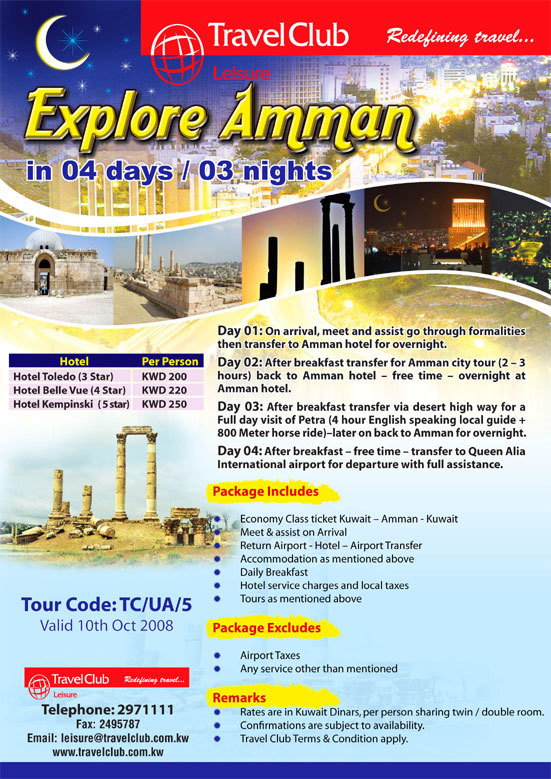 TravelClub
Leisure
Redefining travel...
Explore Amman
in 04 days / 03 nights
Day 01: On arrival, meet and assist go through formalities
then transfer to Amman hotel for overnight.
Day 02: After breakfast transfer for Amman city tour (2 – 3
hours) back to Amman hotel – free time – overnight at
Amman hotel.
Day 03: After breakfast transfer via desert high way for a
Full day visit of Petra (4 hour English speaking local guide +
800 Meter horse ride)–later on back to Amman for overnight.
Day 04: After breakfast – free time – transfer to Queen Alia
International airport for departure with full assistance.
Hotel Per Person
Hotel Toledo (3 Star) KWD 200
Hotel Belle Vue (4 Star) KWD 220
Hotel Kempinski (5 star) KWD 250
Package Includes
Economy Class ticket Kuwait – Amman - Kuwait
Meet & assist on Arrival
Return Airport - Hotel – Airport Transfer
Accommodation as mentioned above
Daily Breakfast
Hotel service charges and local taxes
Tours as mentioned above
Package Excludes
Airport Taxes
Any service other than mentioned
Remarks
Rates are in Kuwait Dinars, per person sharing twin / double room.
Confirmations are subject to availability.
Travel Club Terms & Condition apply.
Tour Code: TC/UA/5
Valid 10th Oct 2008
TravelClub
Leisure
Redefining travel...
Telephone: 2971111
Fax: 2495787
Email: leisure@travelclub.com.kw
www.travelclub.com.kw